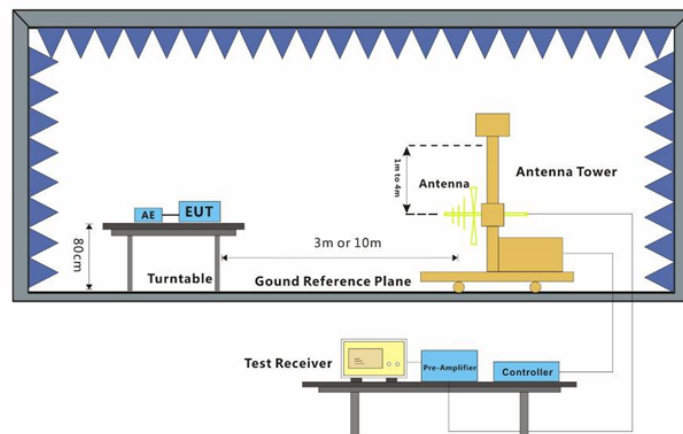 1m to 4m
Antenna Tower
Antenna
AE
EUT
80cm
3m or 10m
Turntable
Gound Reference Plane
Test Receiver
Pre-Amplifier
Controller